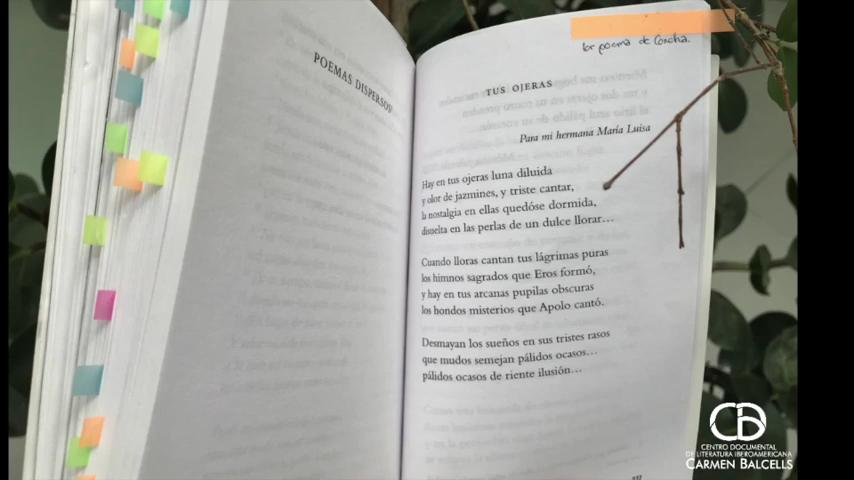 POEMAS DISPERSOS
1er poema de Concha.
TUS OJERAS
Para mi hermana María Luisa
Hay en tus ojeras luna diluida
y olor de jazmines, y triste cantar,
la nostalgia en ellas quedóse dormida,
disuelta en las perlas de un dulce llorar...
Cuando lloras cantan tus lágrimas puras
los himnos sagrados que Eros formó,
y hay en tus arcanas pupilas obscuras
los hondos misterios que Apolo cantó.
Desmayan los sueños en sus tristes rasos
que mudos semejan pálidos ocasos...
pálidos ocasos de riente ilusión...
CENTRO DOCUMENTAL
DE LITERATURA IBEROAMERICANA
CARMEN BALCELLS